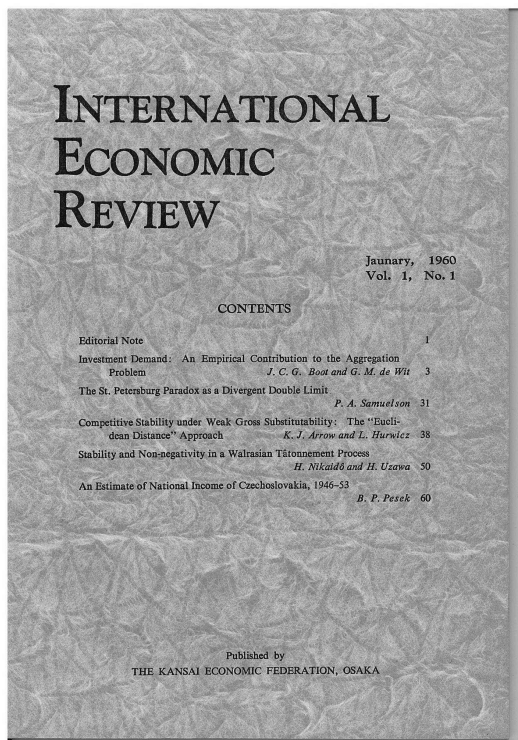 INTERNATIONAL
ECONOMIC
REVIEW
Jaunary, 1960
Vol. 1, No. 1
CONTENTS
Editorial Note 1
Investment Demand: An Empirical Contribution to the Aggregation
Problem J. C. G. Boot and G. M. de Wit 3
The St. Petersburg Paradox as a Divergent Double Limit
P. A. Samuelson 31
Competitive Stability under Weak Gross Substitutability: The "Eucli-
dean Distance" Approach K. J. Arrow and L. Hurwicz 38
Stability and Non-negativity in a Walrasian Tâtonnement Process
H. Nikaidô and H. Uzawa 50
An Estimate of National Income of Czechoslovakia, 1946–53
B. P. Pesek 60
Published by
THE KANSAI ECONOMIC FEDERATION, OSAKA